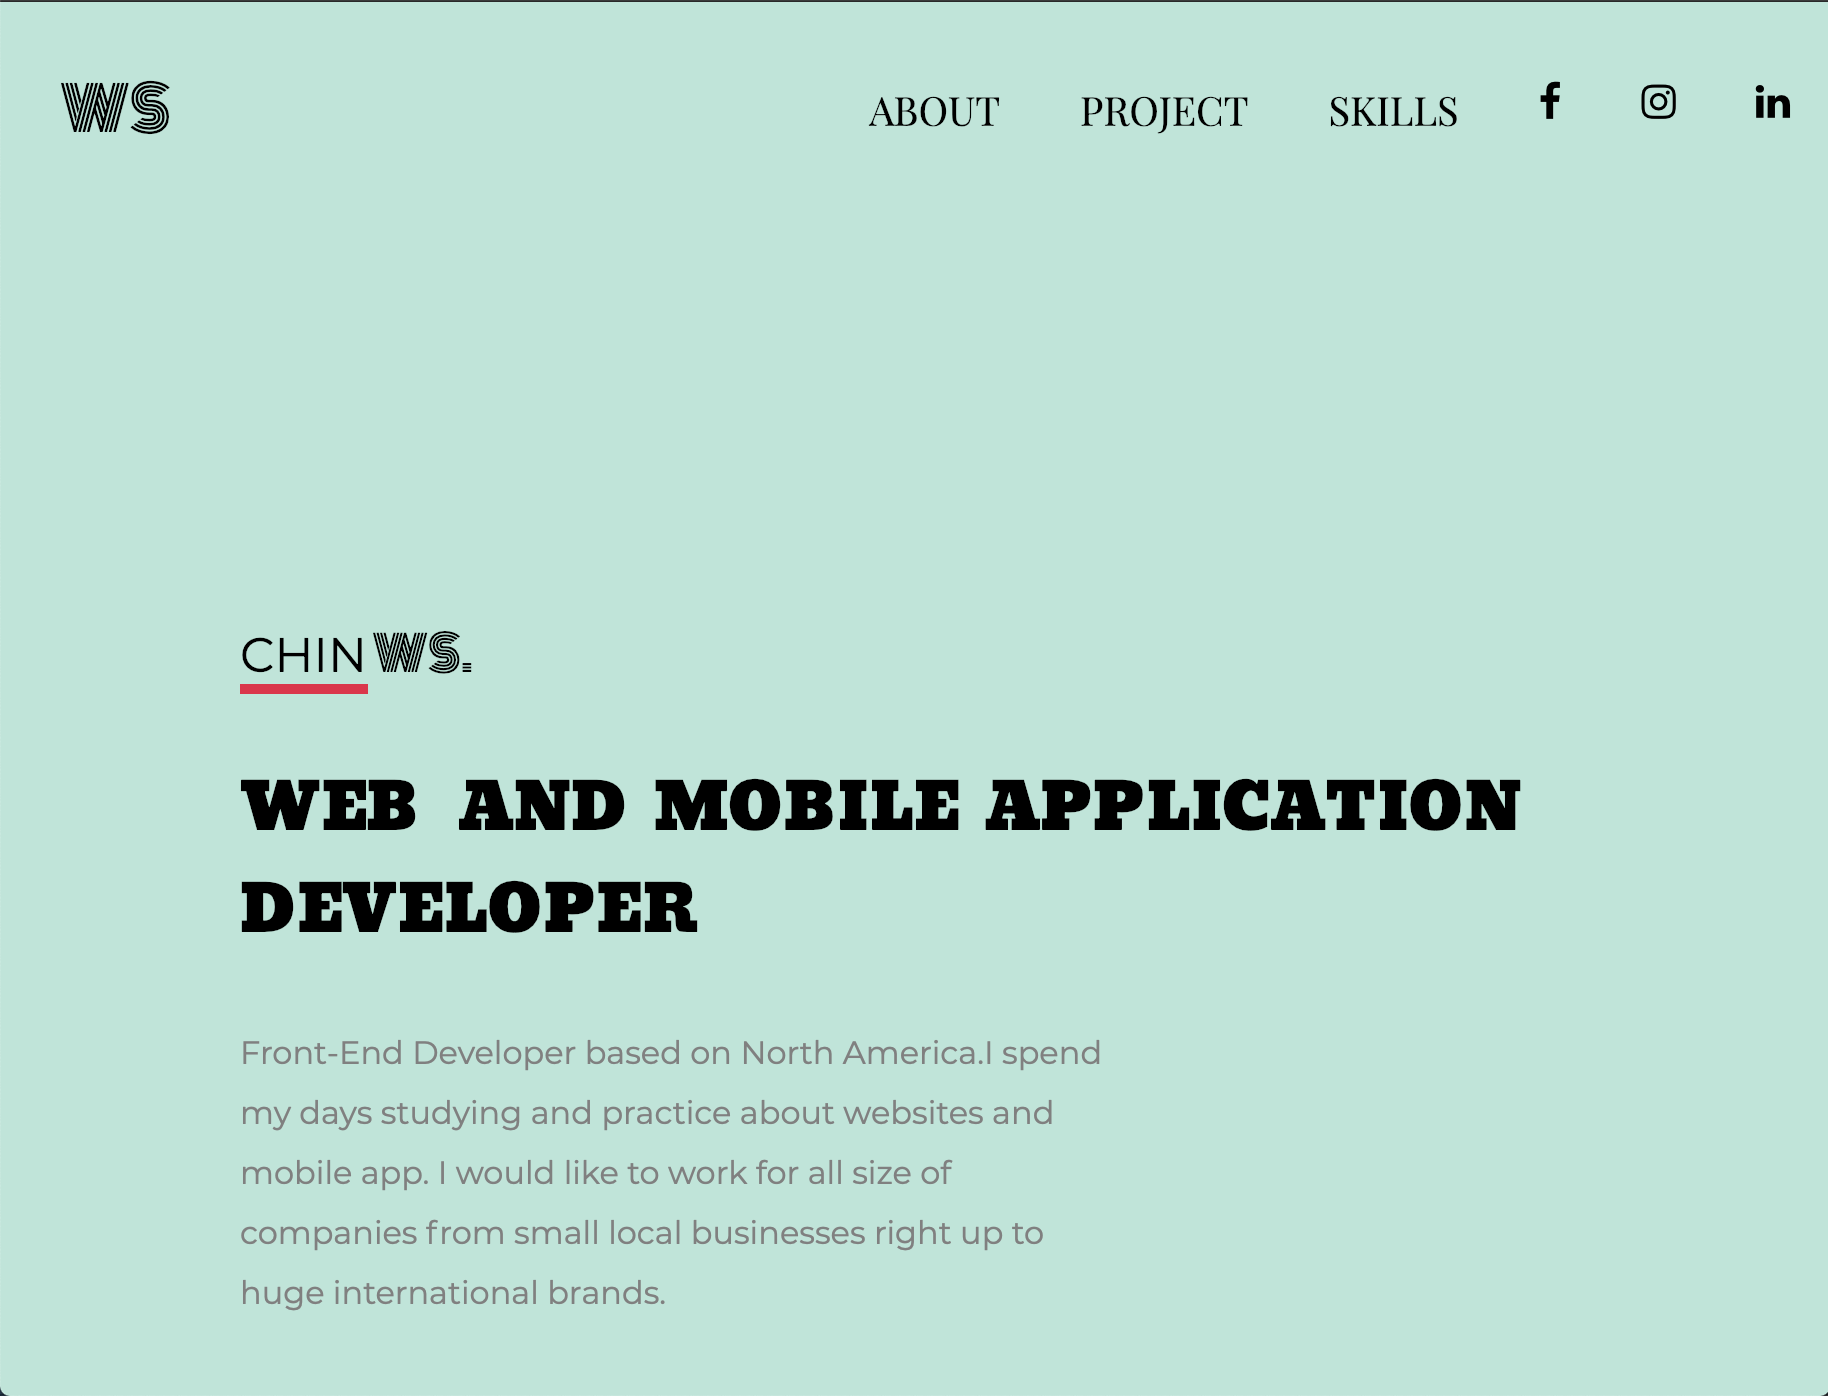 WS ABOUT PROJECT SKILLS f in
CHIN WS.
WEB AND MOBILE APPLICATION
DEVELOPER
Front-End Developer based on North America.I spend
my days studying and practice about websites and
mobile app. I would like to work for all size of
companies from small local businesses right up to
huge international brands.